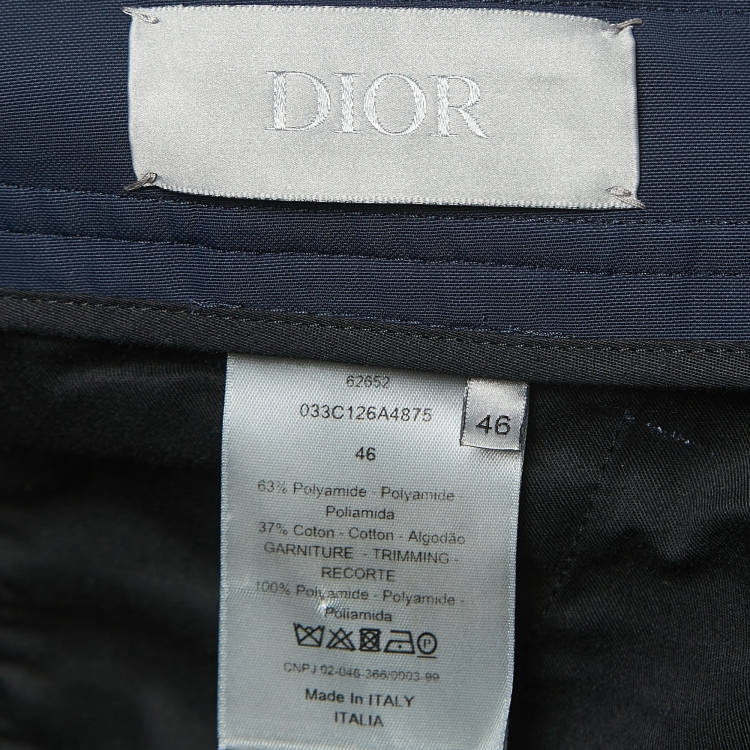 DIOR
62652
033C126A4875
46
46
63% Polyamide - Polyamide
Poliamida
37% Coton - Cotton - Algodão
GARNITURE - TRIMMING -
RECORTE
100% Polyamide - Polyamide -
Poliamida
CNPJ 02-046-366/0003-99
Made In ITALY
ITALIA